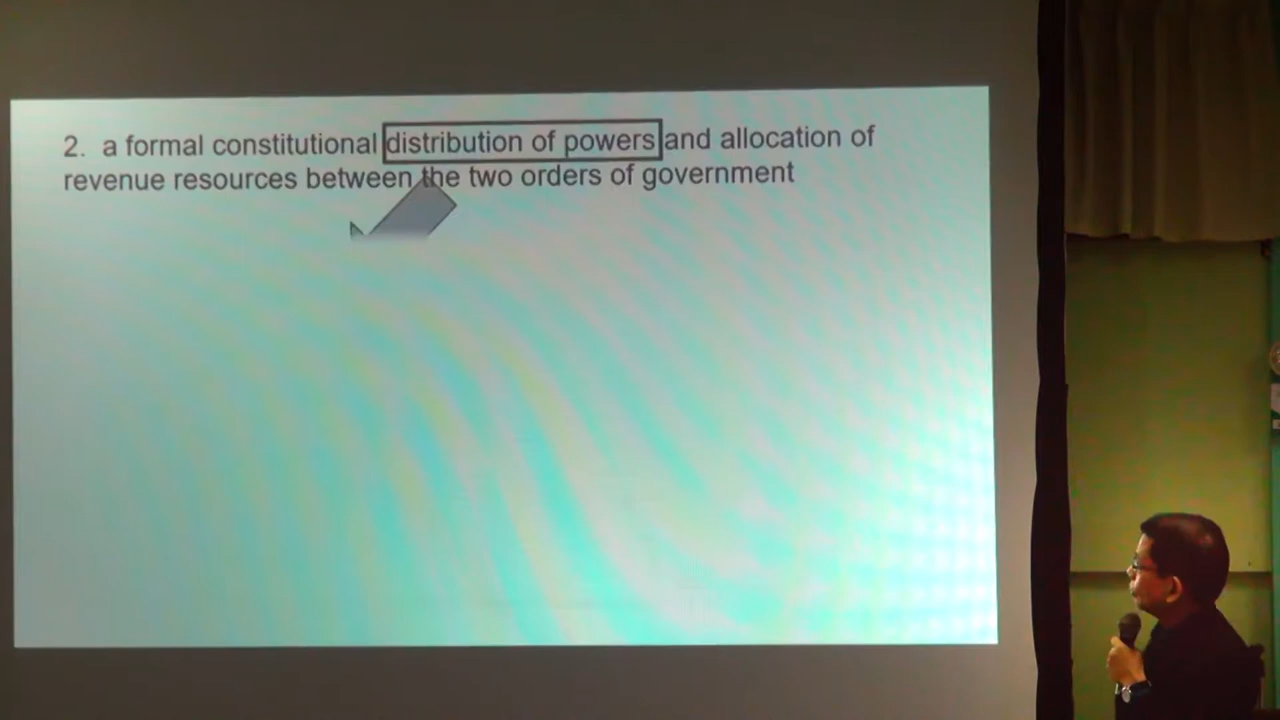 2. a formal constitutional distribution of powers and allocation of
revenue resources between the two orders of government